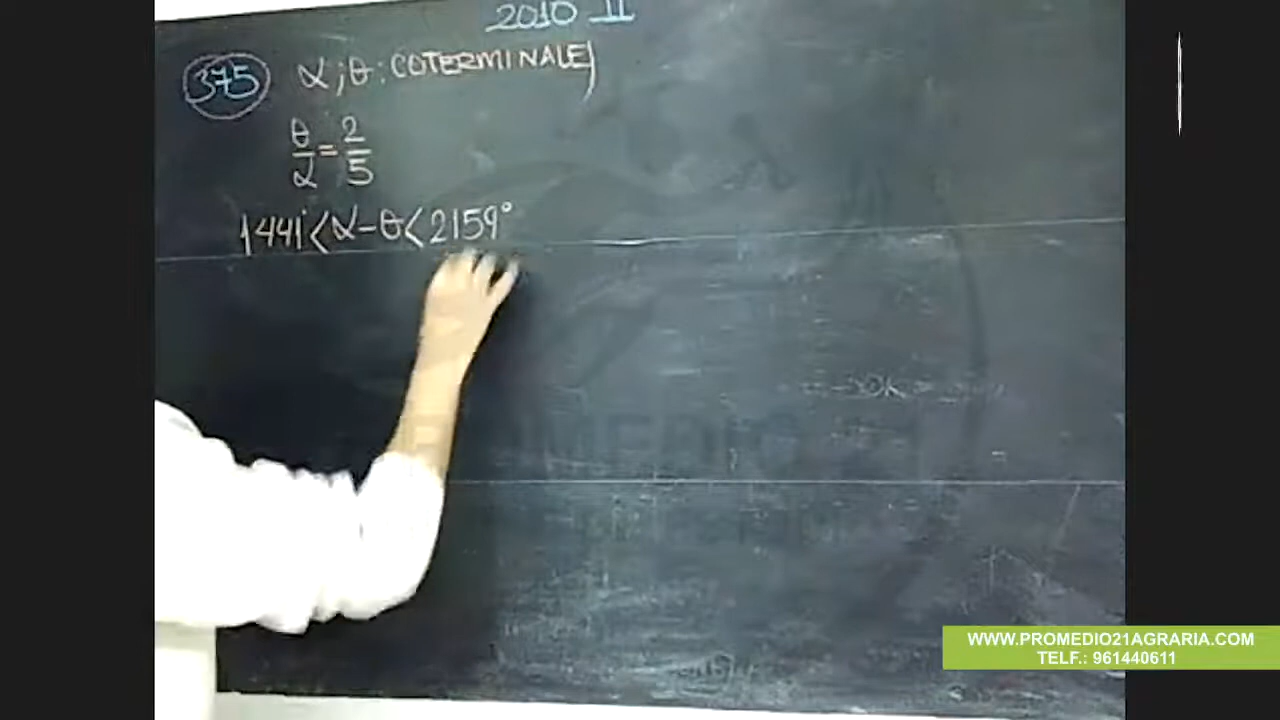 2010 II
375 α ; θ : COTERMINALES
θ/α = 2/5
1441° < α - θ < 2159°
WWW.PROMEDIO21AGRARIA.COM
TELF.: 961440611